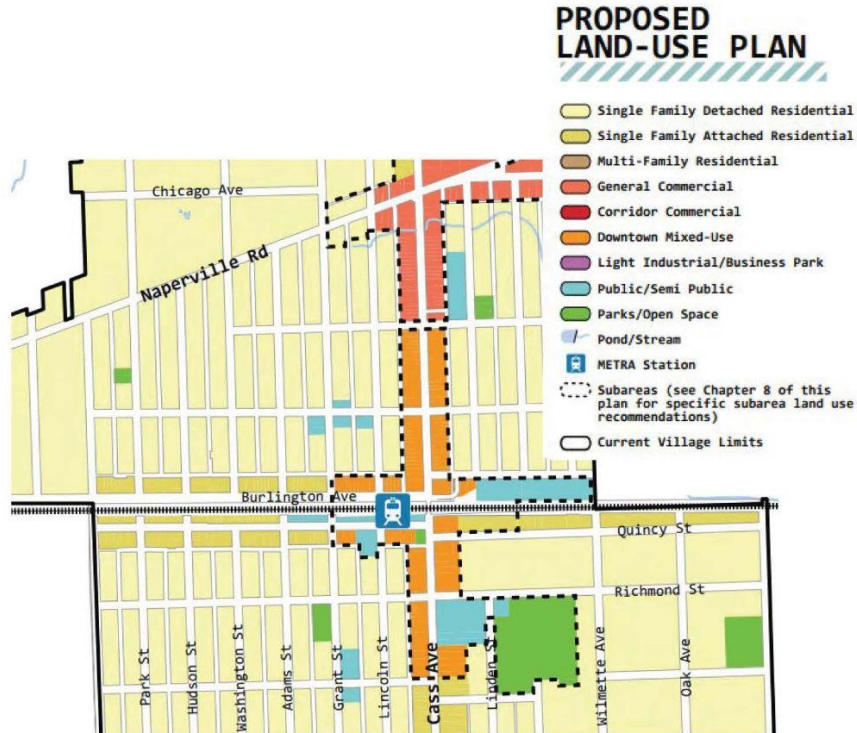 PROPOSED
LAND-USE PLAN
Single Family Detached Residential
Single Family Attached Residential
Multi-Family Residential
General Commercial
Corridor Commercial
Downtown Mixed-Use
Light Industrial/Business Park
Public/Semi Public
Parks/Open Space
Pond/Stream
METRA Station
Subareas (see Chapter 8 of this
plan for specific subarea land use
recommendations)
Current Village Limits
Chicago Ave
Naperville Rd
Burlington Ave
Quincy St
Richmond St
Park St
Hudson St
Washington St
Adams St
Grant St
Lincoln St
Cass Ave
Linden St
Wilmette Ave
Oak Ave